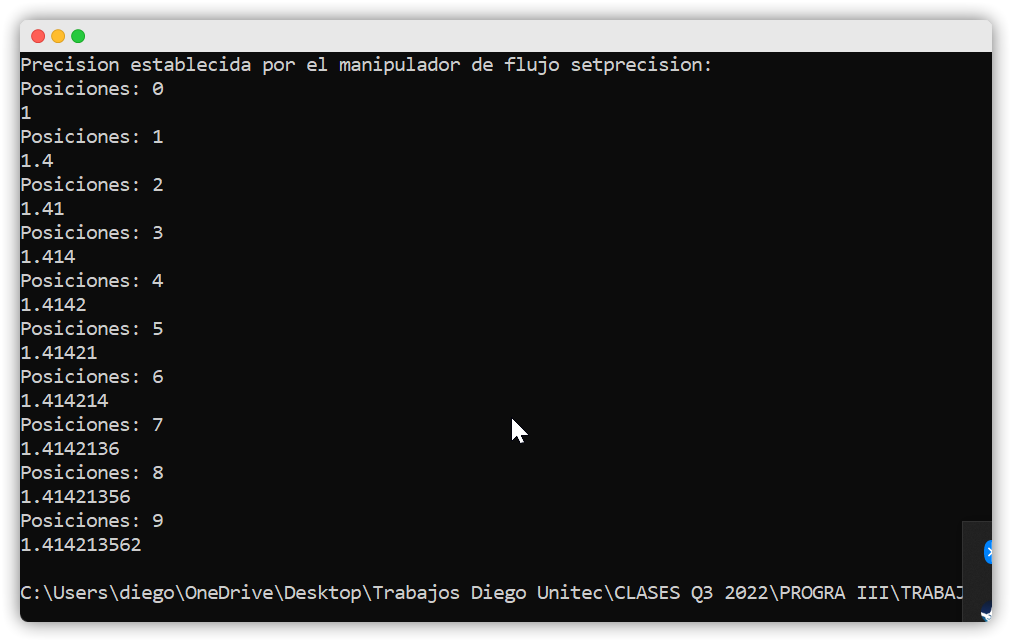 Precision establecida por el manipulador de flujo setprecision:
Posiciones: 0
1
Posiciones: 1
1.4
Posiciones: 2
1.41
Posiciones: 3
1.414
Posiciones: 4
1.4142
Posiciones: 5
1.41421
Posiciones: 6
1.414214
Posiciones: 7
1.4142136
Posiciones: 8
1.41421356
Posiciones: 9
1.414213562
C:\Users\diego\OneDrive\Desktop\Trabajos Diego Unitec\CLASES Q3 2022\PROGRA III\TRABAJ